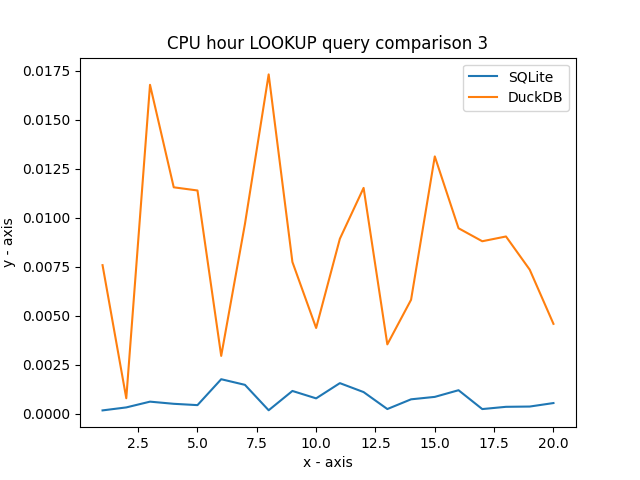 CPU hour LOOKUP query comparison 3
SQLite
DuckDB
y - axis
0.0175
0.0150
0.0125
0.0100
0.0075
0.0050
0.0025
0.0000
2.5 5.0 7.5 10.0 12.5 15.0 17.5 20.0
x - axis